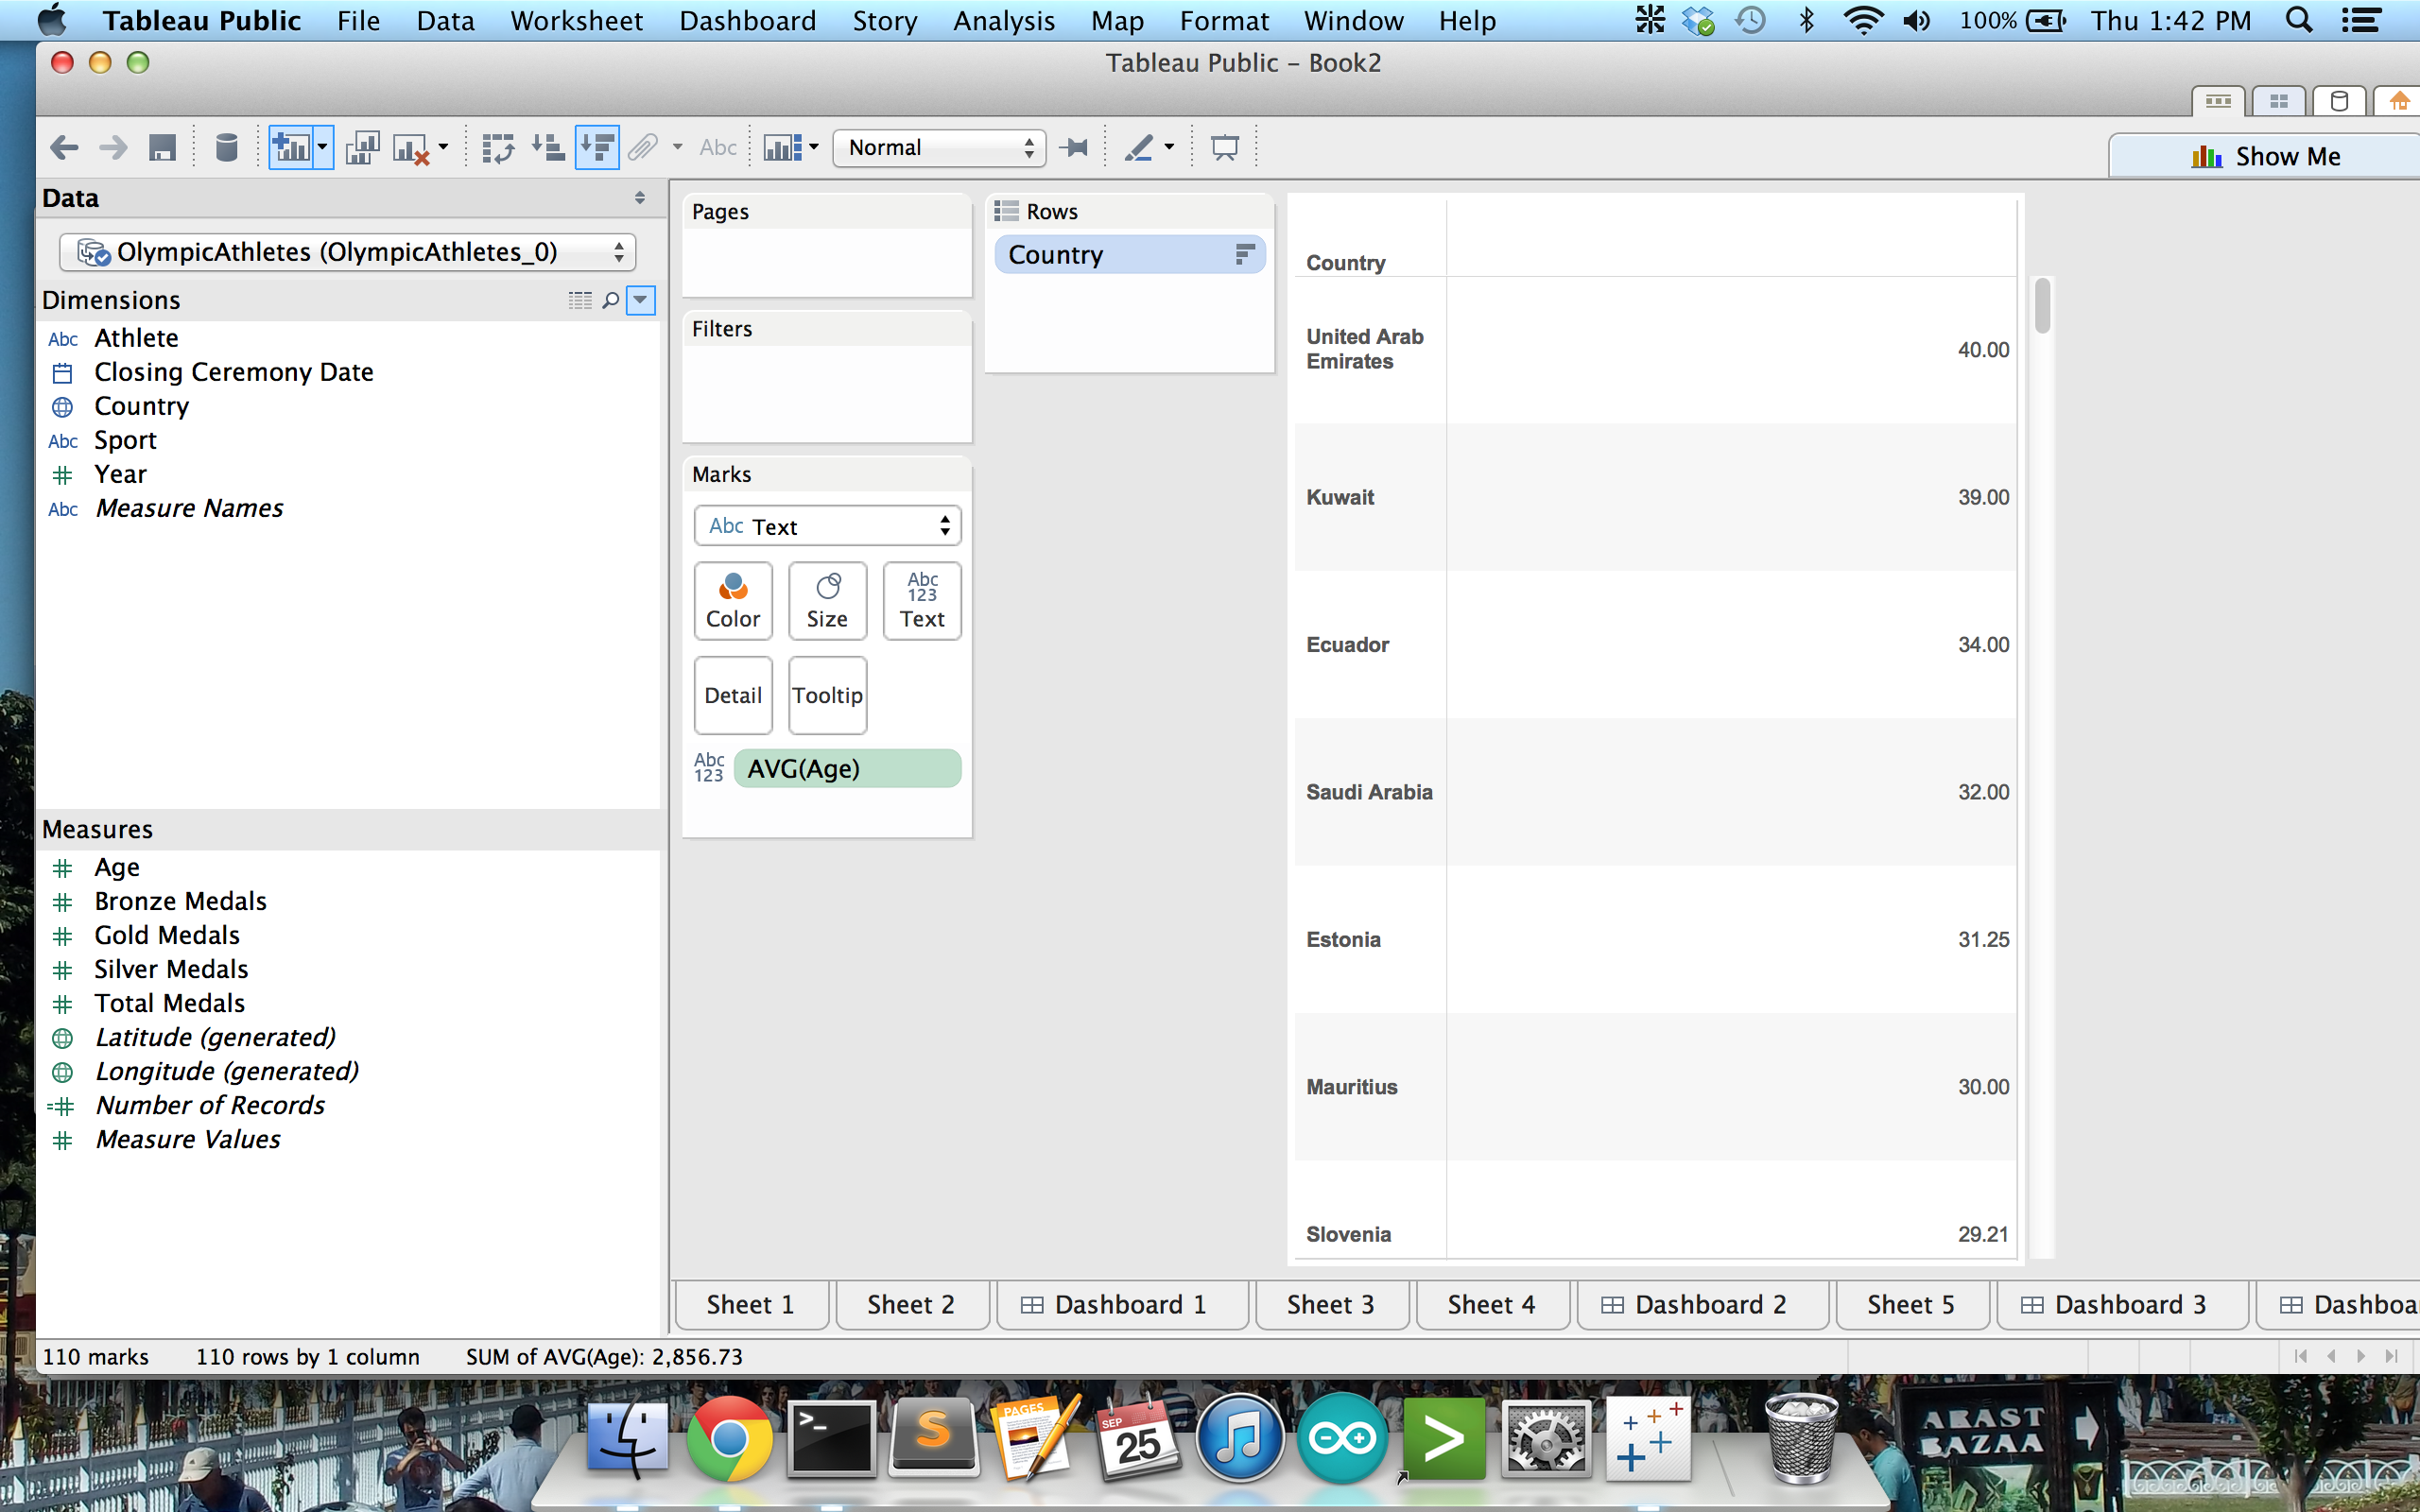 Tableau Public File Data Worksheet Dashboard Story Analysis Map Format Window Help 100% Thu 1:42 PM
Tableau Public - Book2
Abc Normal Show Me
Data
OlympicAthletes (OlympicAthletes_0)
Dimensions
Abc Athlete
Closing Ceremony Date
Country
Abc Sport
Year
Abc Measure Names
Measures
Age
Bronze Medals
Gold Medals
Silver Medals
Total Medals
Latitude (generated)
Longitude (generated)
Number of Records
Measure Values
Pages
Filters
Marks
Abc Text
Color Size Abc 123 Text
Detail Tooltip
Abc 123 AVG(Age)
Rows
Country
Country
United Arab Emirates 40.00
Kuwait 39.00
Ecuador 34.00
Saudi Arabia 32.00
Estonia 31.25
Mauritius 30.00
Slovenia 29.21
Sheet 1 Sheet 2 Dashboard 1 Sheet 3 Sheet 4 Dashboard 2 Sheet 5 Dashboard 3 Dashboa
110 marks 110 rows by 1 column SUM of AVG(Age): 2,856.73
PAGES
SEP
25
ARAST
BAZAA